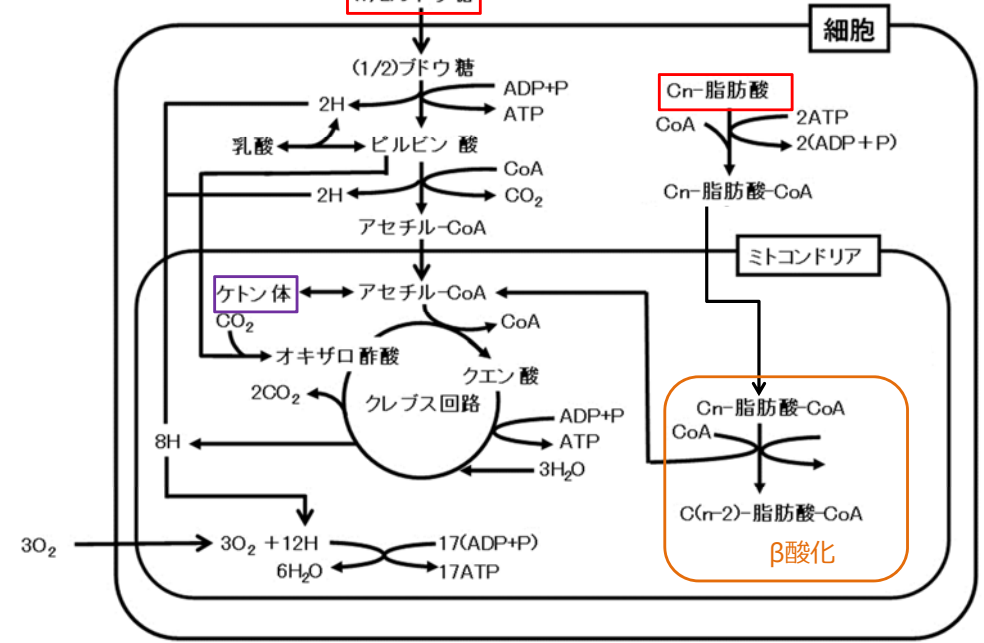 細胞
(1/2)ブドウ糖
ADP+P
2H
ATP
乳酸
ピルビン酸
CoA
2H
CO₂
アセチル-CoA
Cn-脂肪酸
CoA
2ATP
2(ADP+P)
Cn-脂肪酸-CoA
ミトコンドリア
ケトン体
アセチル-CoA
CO₂
CoA
オキザロ酢酸
クエン酸
2CO₂
クレブス回路
ADP+P
ATP
8H
3H₂O
Cn-脂肪酸-CoA
CoA
C(n-2)-脂肪酸-CoA
β酸化
3O₂
3O₂+12H
17(ADP+P)
6H₂O
17ATP